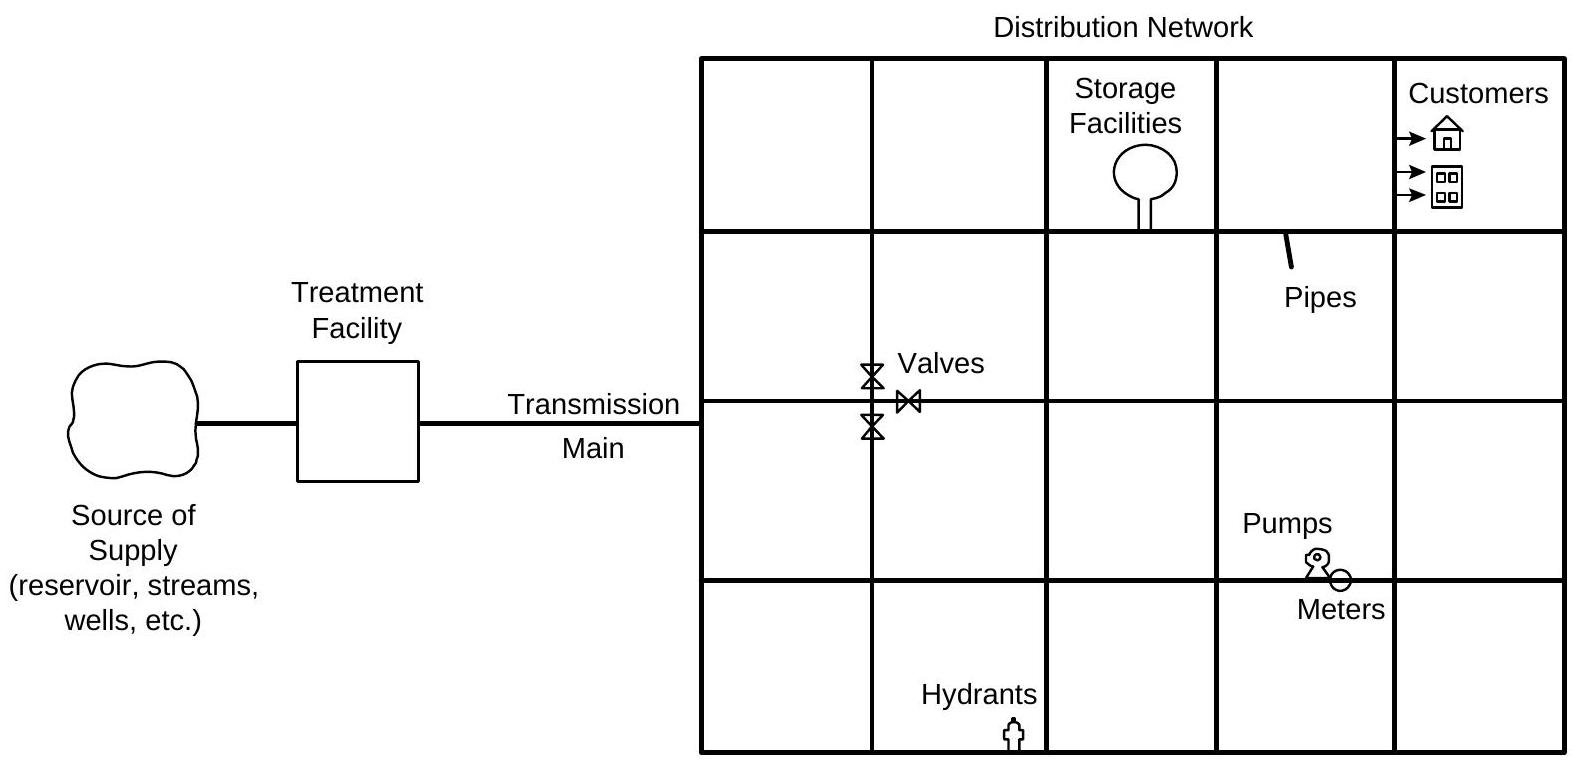 Distribution Network
Storage
Facilities
Customers
Pipes
Treatment
Facility
Valves
Transmission
Main
Source of
Supply
(reservoir, streams,
wells, etc.)
Pumps
Meters
Hydrants